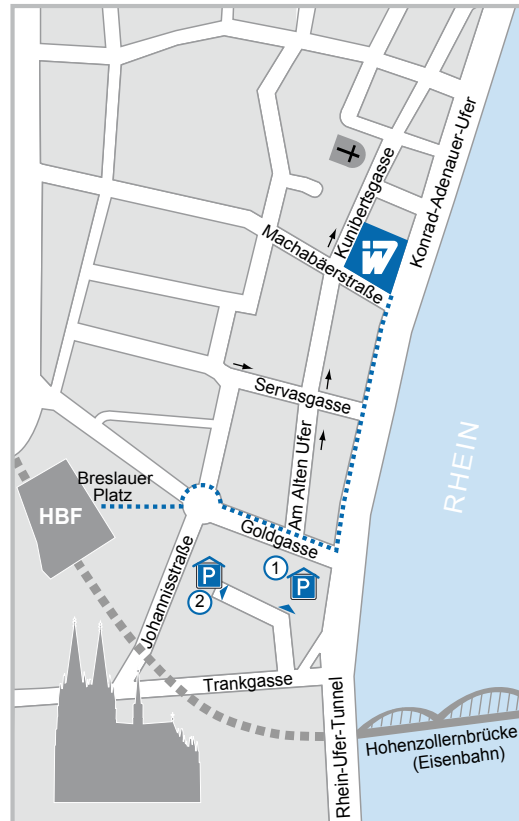 Konrad-Adenauer-Ufer
Kunibertsgasse
Machabäerstraße
iW
Servasgasse
Am Alten Ufer
RHEIN
Breslauer
Platz
HBF
Goldgasse
Johannisstraße
1
P
P
2
Trankgasse
Rhein-Ufer-Tunnel
Hohenzollernbrücke
(Eisenbahn)